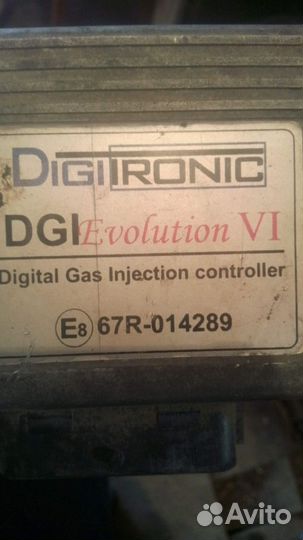 DIGITRONIC
DGI Evolution VI
Digital Gas Injection controller
E8 67R-014289
Avito